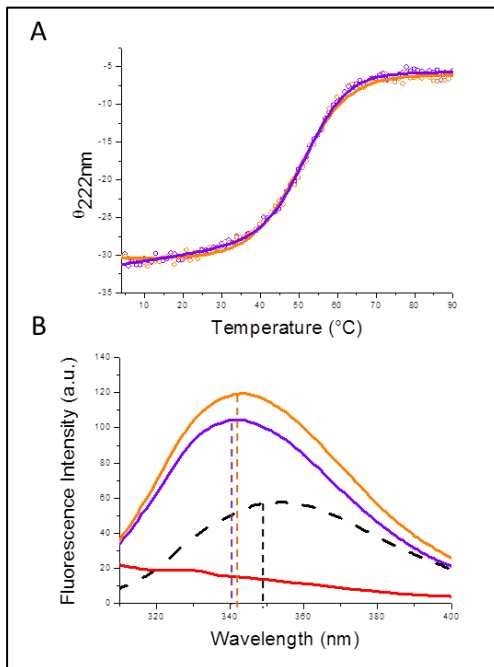 A
-5
-10
-15
-20
-25
-30
-35
θ222nm
10 20 30 40 50 60 70 80 90
Temperature (°C)
B
140
120
100
80
60
40
20
0
Fluorescence Intensity (a.u.)
320 340 360 380 400
Wavelength (nm)